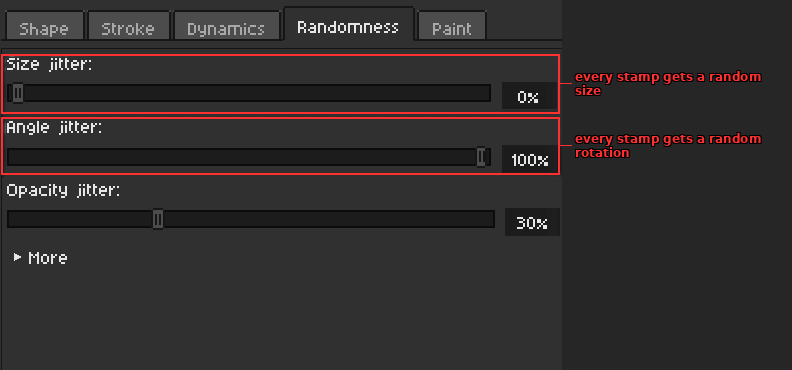 Shape Stroke Dynamics Randomness Paint
Size jitter:
every stamp gets a random
size
0%
Angle jitter:
every stamp gets a random
rotation
100%
Opacity jitter:
30%
More